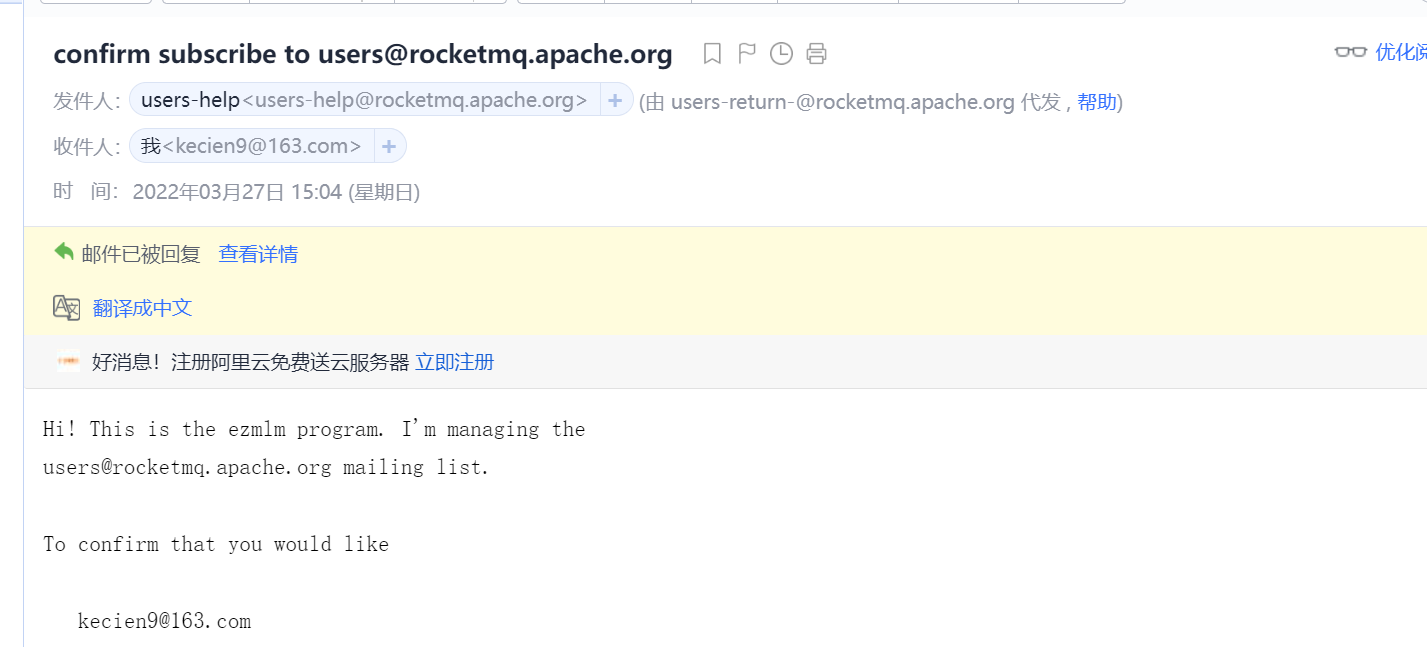 confirm subscribe to users@rocketmq.apache.org
优化阅
发件人： users-help<users-help@rocketmq.apache.org> + (由 users-return-@rocketmq.apache.org 代发 , 帮助)
收件人： 我<kecien9@163.com> +
时 间： 2022年03月27日 15:04 (星期日)
邮件已被回复 查看详情
翻译成中文
好消息！注册阿里云免费送云服务器 立即注册
Hi! This is the ezmlm program. I'm managing the
users@rocketmq.apache.org mailing list.
To confirm that you would like
kecien9@163.com